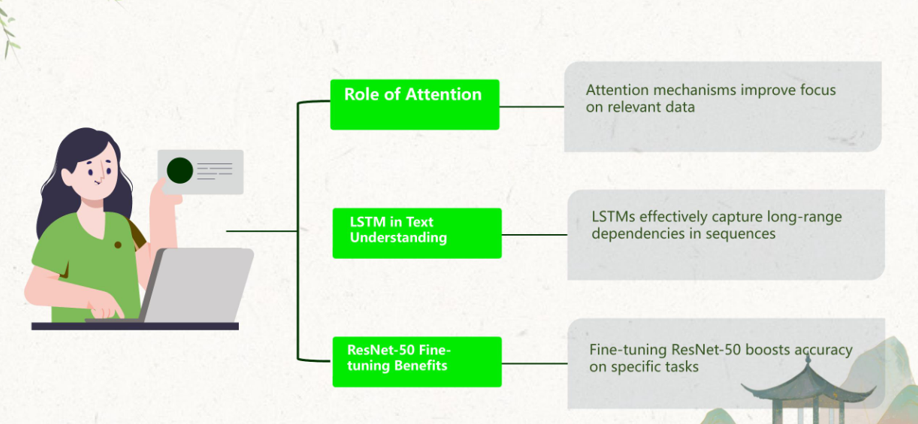 Role of Attention
Attention mechanisms improve focus
on relevant data
LSTM in Text
Understanding
LSTMs effectively capture long-range
dependencies in sequences
ResNet-50 Fine-
tuning Benefits
Fine-tuning ResNet-50 boosts accuracy
on specific tasks